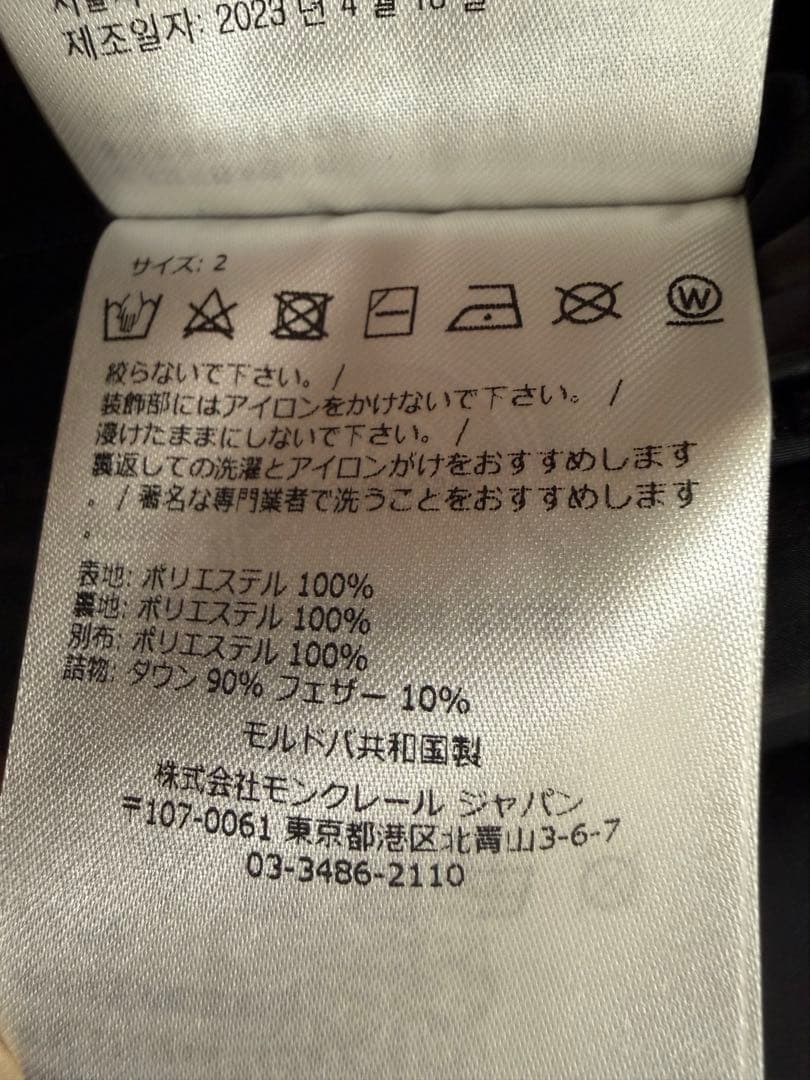 제조일자: 2023 년 4 월
サイズ: 2
W
絞らないで下さい。 /
装飾部にはアイロンをかけないで下さい。 /
浸けたままにしないで下さい。 /
裏返しての洗濯とアイロンがけをおすすめします
。 / 著名な専門業者で洗うことをおすすめします
。
表地: ポリエステル 100%
裏地: ポリエステル 100%
別布: ポリエステル 100%
詰物: ダウン 90% フェザー 10%
モルドバ共和国製
株式会社モンクレール ジャパン
〒107-0061 東京都港区北青山3-6-7
03-3486-2110